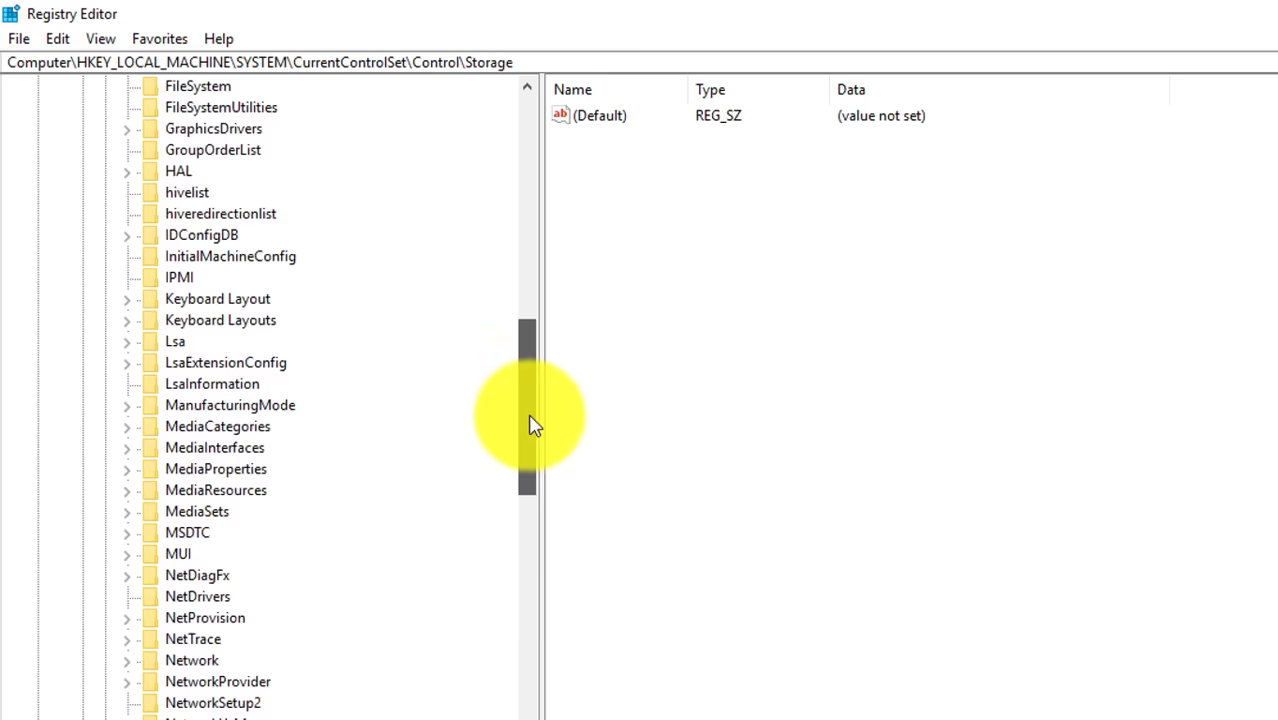 Registry Editor
File Edit View Favorites Help
Computer\HKEY_LOCAL_MACHINE\SYSTEM\CurrentControlSet\Control\Storage
FileSystem
FileSystemUtilities
GraphicsDrivers
GroupOrderList
HAL
hivelist
hiveredirectionlist
IDConfigDB
InitialMachineConfig
IPMI
Keyboard Layout
Keyboard Layouts
Lsa
LsaExtensionConfig
LsaInformation
ManufacturingMode
MediaCategories
MediaInterfaces
MediaProperties
MediaResources
MediaSets
MSDTC
MUI
NetDiagFx
NetDrivers
NetProvision
NetTrace
Network
NetworkProvider
NetworkSetup2
Name Type Data
ab (Default) REG_SZ (value not set)